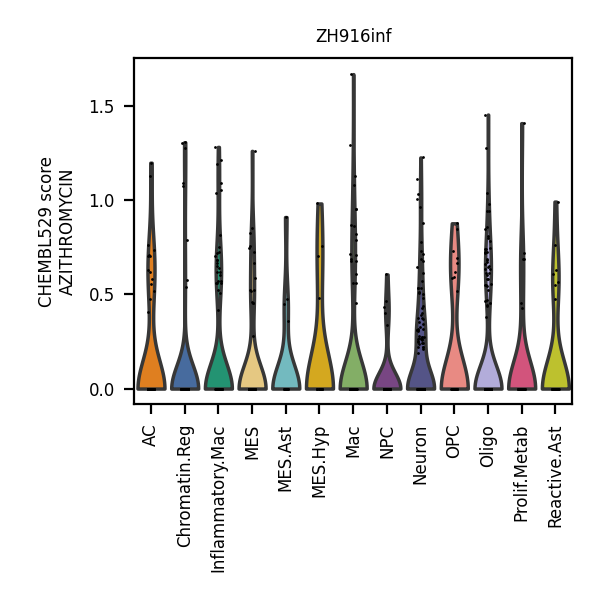 ZH916inf
CHEMBL529 score
AZITHROMYCIN
1.5
1.0
0.5
0.0
AC
Chromatin.Reg
Inflammatory.Mac
MES
MES.Ast
MES.Hyp
Mac
NPC
Neuron
OPC
Oligo
Prolif.Metab
Reactive.Ast